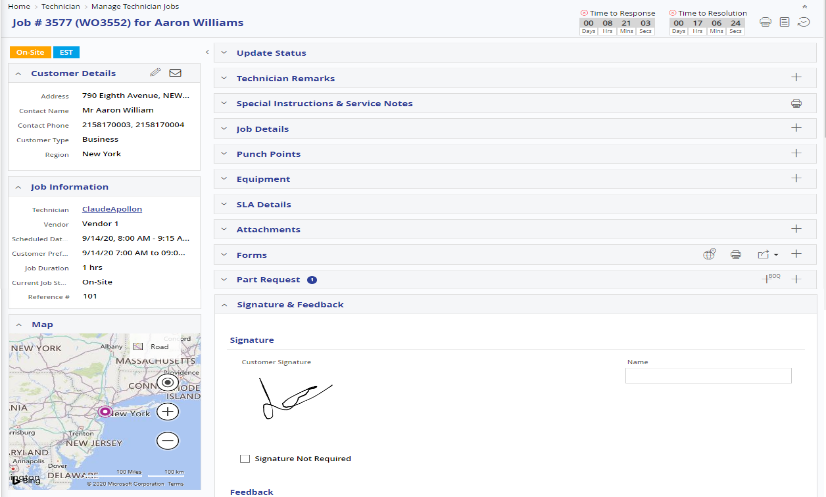 Home > Technician > Manage Technician Jobs
Job # 3577 (WO3552) for Aaron Williams
Time to Response
00 08 21 03
Days Hrs Mins Secs
Time to Resolution
00 17 06 24
Days Hrs Mins Secs
On-Site EST
Customer Details
Address 790 Eighth Avenue, NEW...
Contact Name Mr Aaron William
Contact Phone 2158170003, 2158170004
Customer Type Business
Region New York
Job Information
Technician ClaudeApollon
Vendor Vendor 1
Scheduled Dat... 9/14/20, 8:00 AM - 9:15 A...
Customer Pref... 9/14/20 7:00 AM to 09:0...
Job Duration 1 hrs
Current Job St... On-Site
Reference # 101
Map
NEW YORK
Albany
Road
MASSACHUSETTS
Providence
CONN
ISLAND
New York
Trenton
NEW JERSEY
RYLAND
Annapolis
Dover
DELAWARE
100 Miles 100 km
Bing
© 2020 Microsoft Corporation Terms
Update Status
Technician Remarks
Special Instructions & Service Notes
Job Details
Punch Points
Equipment
SLA Details
Attachments
Forms
Part Request 1
BOQ
Signature & Feedback
Signature
Customer Signature
Name
Signature Not Required
Feedback